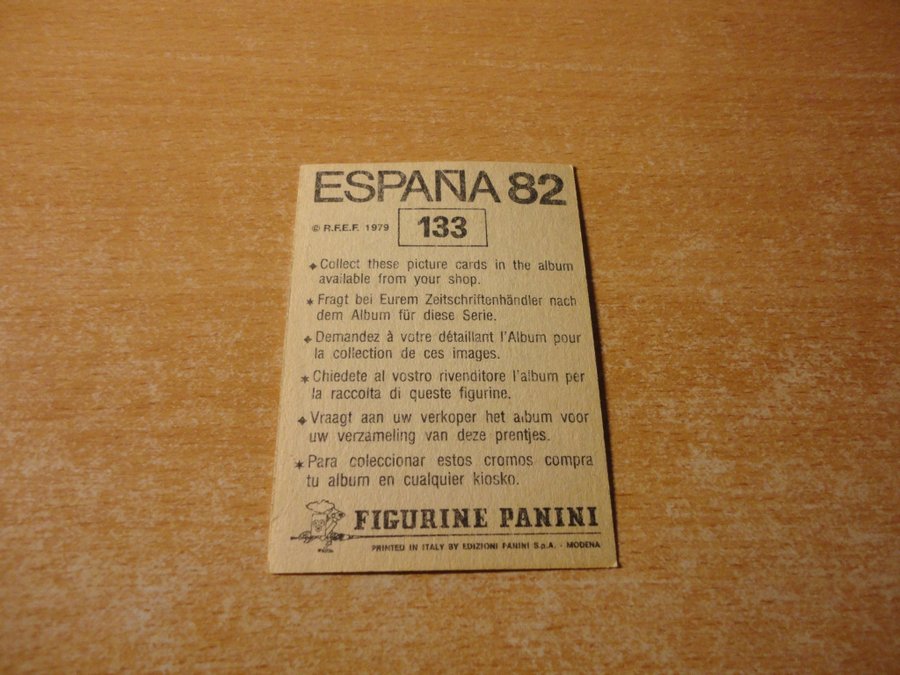 ESPAÑA 82
© R.F.E.F. 1979 133
◆ Collect these picture cards in the album
available from your shop.
✶ Fragt bei Eurem Zeitschriftenhändler nach
dem Album für diese Serie.
◆ Demandez à votre détaillant l'Album pour
la collection de ces images.
✶ Chiedete al vostro rivenditore l'album per
la raccolta di queste figurine.
◆ Vraagt aan uw verkoper het album voor
uw verzameling van deze prentjes.
✶ Para coleccionar estos cromos compra
tu album en cualquier kiosko.
FIGURINE PANINI
PRINTED IN ITALY BY EDIZIONI PANINI S.p.A. - MODENA